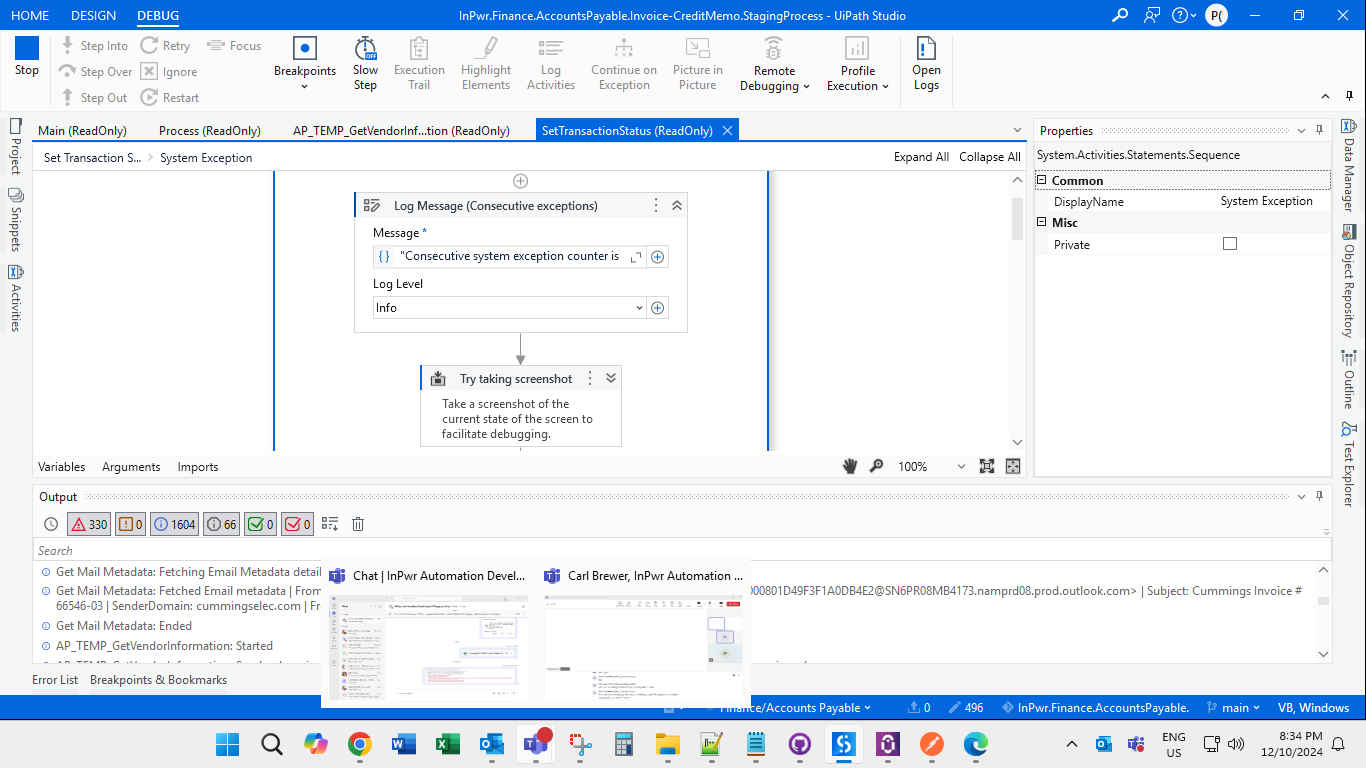 HOME DESIGN DEBUG
InPwr.Finance.AccountsPayable.Invoice-CreditMemo.StagingProcess - UiPath Studio
P(
Stop
Step Into
Retry
Focus
Step Over
Ignore
Step Out
Restart
Breakpoints
Slow
Step
OFF
Execution
Trail
Highlight
Elements
Log
Activities
Continue on
Exception
Picture in
Picture
Remote
Debugging
Profile
Execution
Open
Logs
Main (ReadOnly)
Process (ReadOnly)
AP_TEMP_GetVendorInf...tion (ReadOnly)
SetTransactionStatus (ReadOnly)
Set Transaction S...
System Exception
Expand All
Collapse All
Project
Snippets
Activities
Log Message (Consecutive exceptions)
Message *
"Consecutive system exception counter is
Log Level
Info
Try taking screenshot
Take a screenshot of the
current state of the screen to
facilitate debugging.
Variables
Arguments
Imports
100%
Properties
System.Activities.Statements.Sequence
Common
DisplayName
System Exception
Misc
Private
Data Manager
Object Repository
Outline
Test Explorer
Output
330
0
1604
66
0
0
Search
Get Mail Metadata: Fetching Email Metadata detail
Get Mail Metadata: Fetched Email metadata | From
000801D49F3F1A0DB4E2@SN6PR08MB4173.namprd08.prod.outlook.com> | Subject: Cummings Invoice #
66546-03 | SenderDomain: cummingselec.com | Fr
Get Mail Metadata: Ended
AP_TEMP_GetVendorInformation: Started
Chat | InPwr Automation Devel...
Carl Brewer, InPwr Automation ...
Error List
Breakpoints & Bookmarks
Finance/Accounts Payable
0
496
InPwr.Finance.AccountsPayable.
main
VB, Windows
ENG
US
8:34 PM
12/10/2024